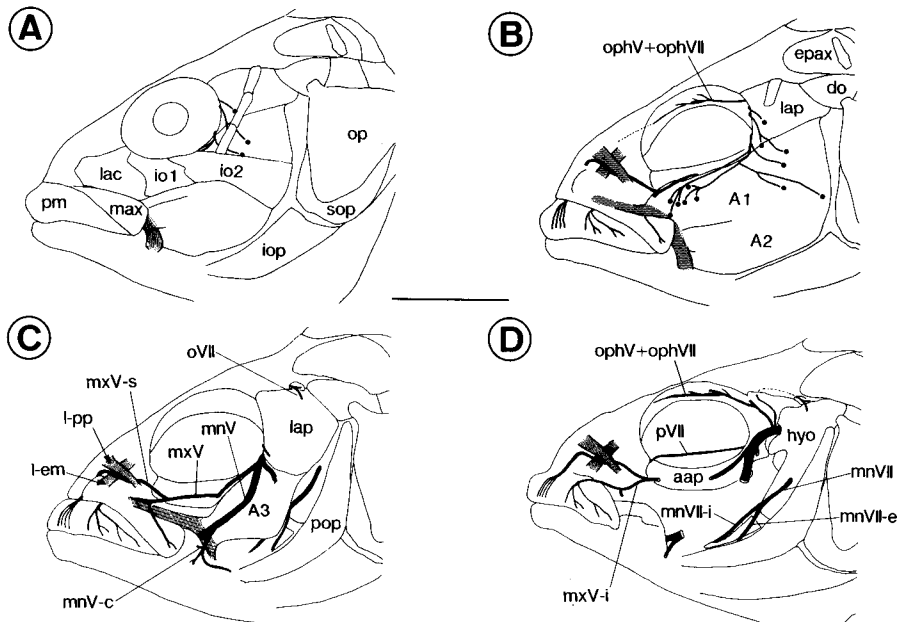 A
op
lac
io1
io2
pm
max
sop
iop
B
ophV+ophVII
epax
do
lap
A1
A2
C
oVII
mxV-s
l-pp
mnV
lap
mxV
l-em
A3
pop
mnV-c
D
ophV+ophVII
pVII
hyo
aap
mnVII
mnVII-i
mnVII-e
mxV-i